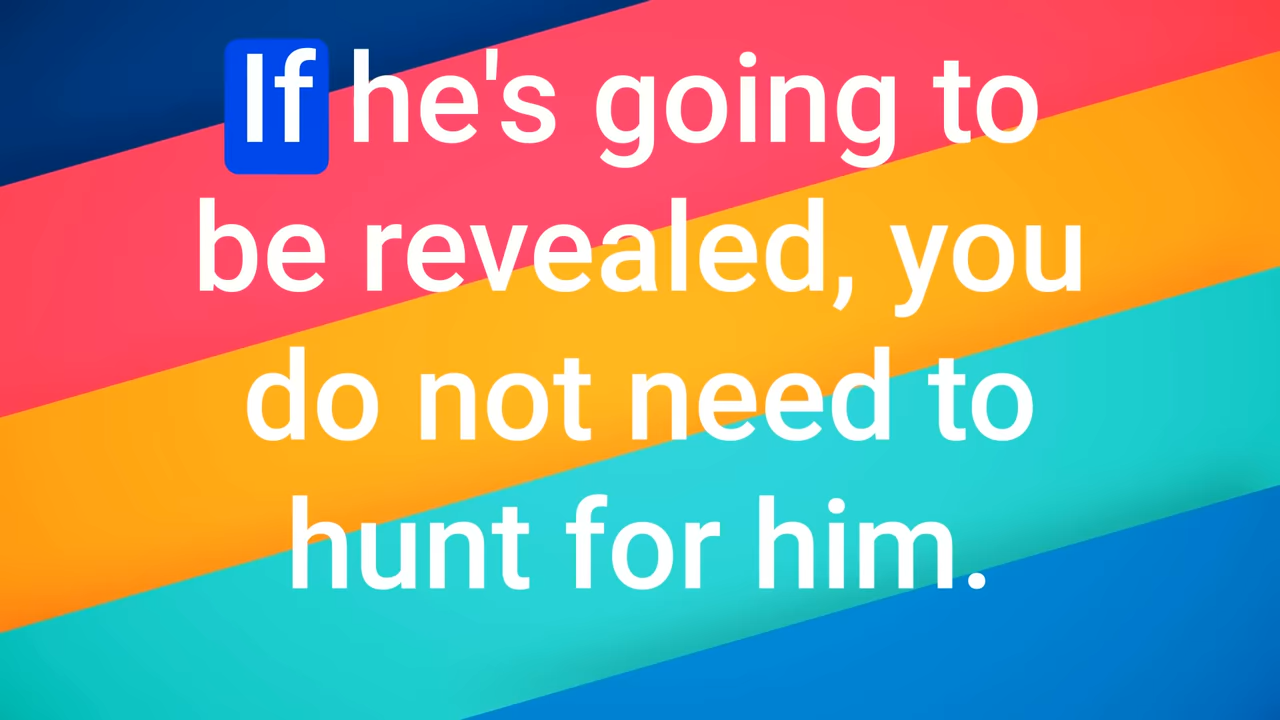 If he's going to
be revealed, you
do not need to
hunt for him.